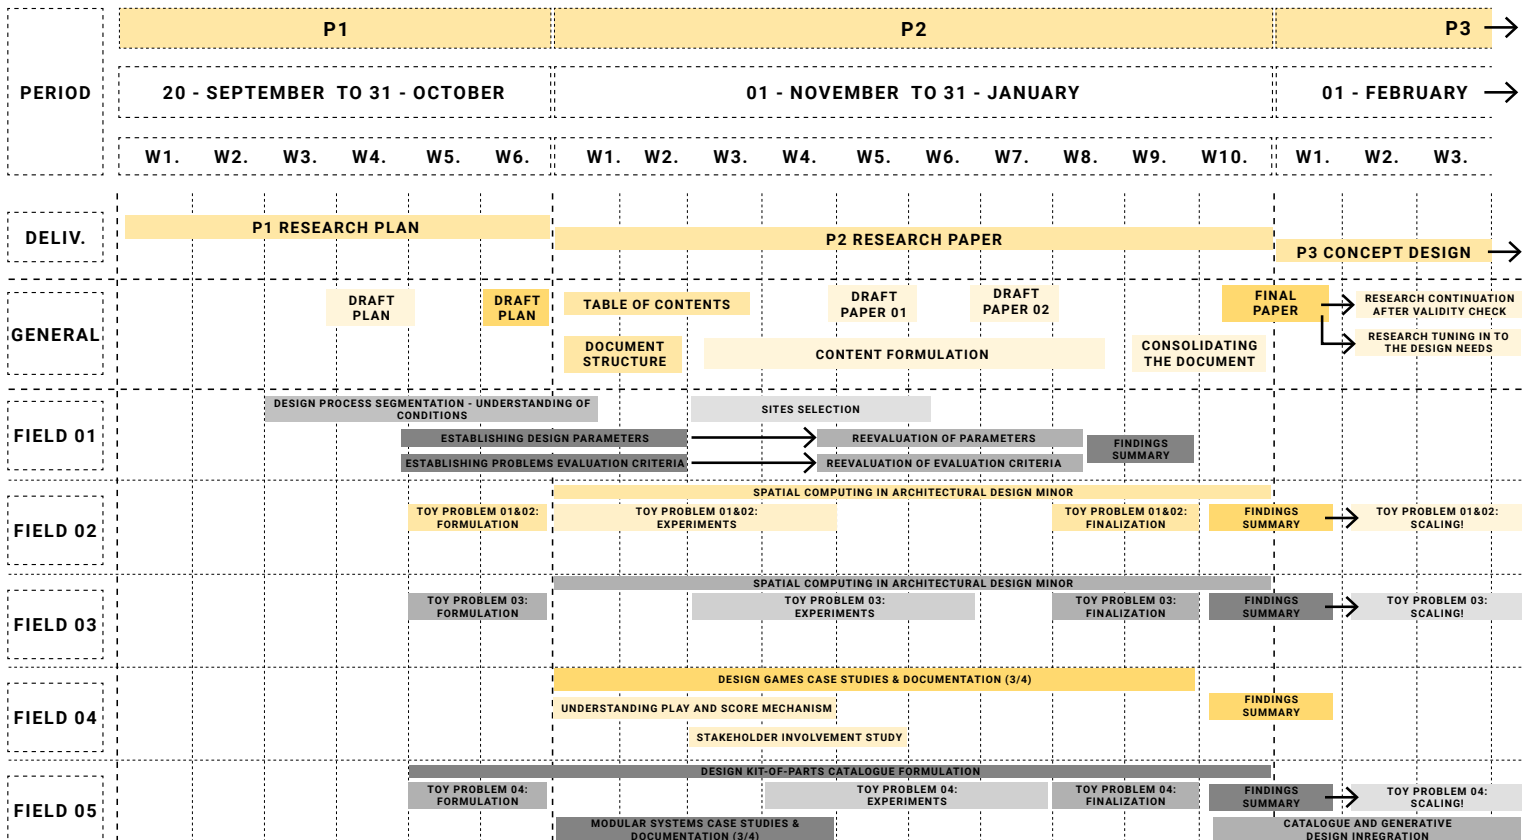 P1
P2
P3
PERIOD
20 - SEPTEMBER TO 31 - OCTOBER
01 - NOVEMBER TO 31 - JANUARY
01 - FEBRUARY
W1. W2. W3. W4. W5. W6.
W1. W2. W3. W4. W5. W6. W7. W8. W9. W10.
W1. W2. W3.
DELIV.
P1 RESEARCH PLAN
P2 RESEARCH PAPER
P3 CONCEPT DESIGN
GENERAL
DRAFT
PLAN
DRAFT
PLAN
TABLE OF CONTENTS
DRAFT
PAPER 01
DRAFT
PAPER 02
FINAL
PAPER
RESEARCH CONTINUATION
AFTER VALIDITY CHECK
DOCUMENT
STRUCTURE
CONTENT FORMULATION
CONSOLIDATING
THE DOCUMENT
RESEARCH TUNING IN TO
THE DESIGN NEEDS
FIELD 01
DESIGN PROCESS SEGMENTATION - UNDERSTANDING OF
CONDITIONS
SITES SELECTION
ESTABLISHING DESIGN PARAMETERS
REEVALUATION OF PARAMETERS
FINDINGS
SUMMARY
ESTABLISHING PROBLEMS EVALUATION CRITERIA
REEVALUATION OF EVALUATION CRITERIA
FIELD 02
SPATIAL COMPUTING IN ARCHITECTURAL DESIGN MINOR
TOY PROBLEM 01&02:
FORMULATION
TOY PROBLEM 01&02:
EXPERIMENTS
TOY PROBLEM 01&02:
FINALIZATION
FINDINGS
SUMMARY
TOY PROBLEM 01&02:
SCALING!
FIELD 03
SPATIAL COMPUTING IN ARCHITECTURAL DESIGN MINOR
TOY PROBLEM 03:
FORMULATION
TOY PROBLEM 03:
EXPERIMENTS
TOY PROBLEM 03:
FINALIZATION
FINDINGS
SUMMARY
TOY PROBLEM 03:
SCALING!
FIELD 04
DESIGN GAMES CASE STUDIES & DOCUMENTATION (3/4)
UNDERSTANDING PLAY AND SCORE MECHANISM
FINDINGS
SUMMARY
STAKEHOLDER INVOLVEMENT STUDY
FIELD 05
DESIGN KIT-OF-PARTS CATALOGUE FORMULATION
TOY PROBLEM 04:
FORMULATION
TOY PROBLEM 04:
EXPERIMENTS
TOY PROBLEM 04:
FINALIZATION
FINDINGS
SUMMARY
TOY PROBLEM 04:
SCALING!
MODULAR SYSTEMS CASE STUDIES &
DOCUMENTATION (3/4)
CATALOGUE AND GENERATIVE
DESIGN INREGRATION